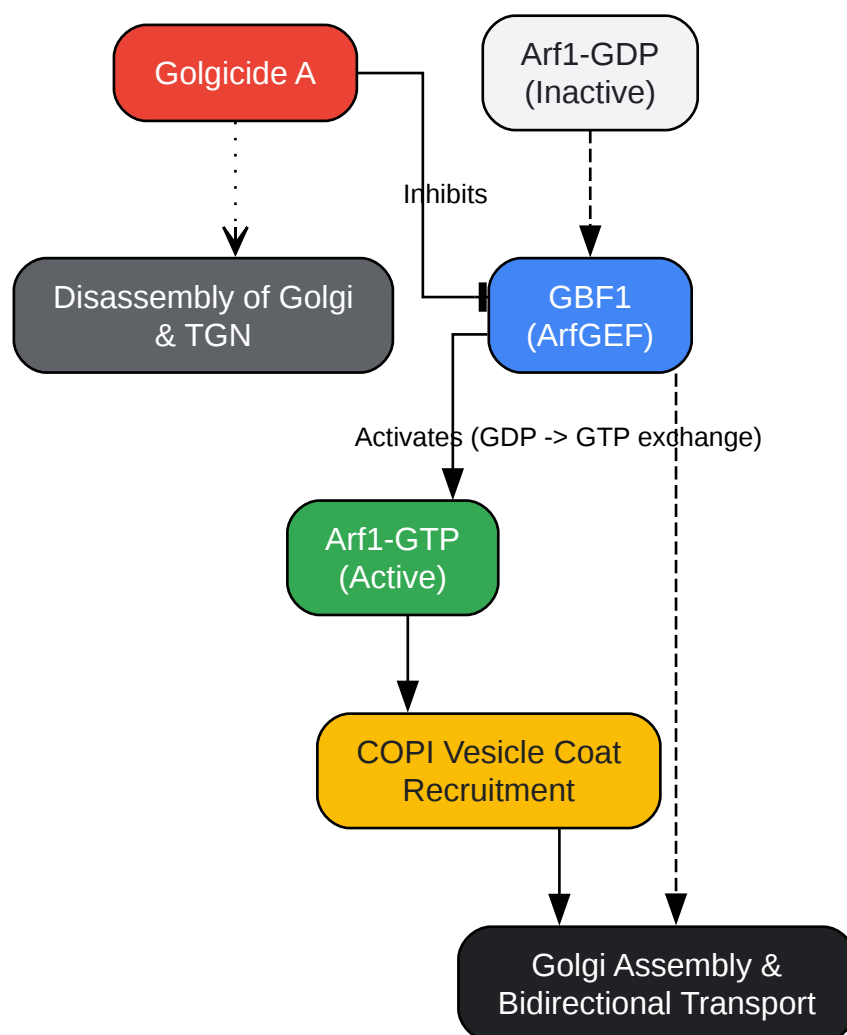 Golgicide A
Arf1-GDP
(Inactive)
Inhibits
Disassembly of Golgi
& TGN
GBF1
(ArfGEF)
Activates (GDP -> GTP exchange)
Arf1-GTP
(Active)
COPI Vesicle Coat
Recruitment
Golgi Assembly &
Bidirectional Transport